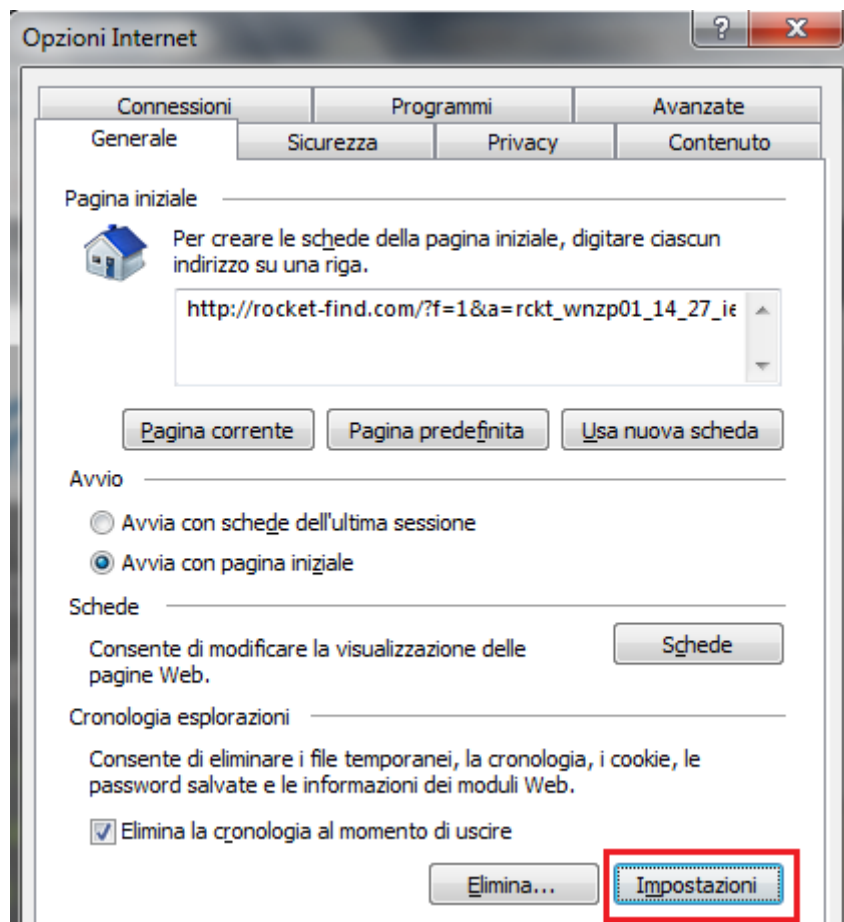 Opzioni Internet
?
X
Connessioni Programmi Avanzate
Generale Sicurezza Privacy Contenuto
Pagina iniziale
Per creare le schede della pagina iniziale, digitare ciascun
indirizzo su una riga.
http://rocket-find.com/?f=1&a=rckt_wnzp01_14_27_ie
Pagina corrente Pagina predefinita Usa nuova scheda
Avvio
Avvia con schede dell'ultima sessione
Avvia con pagina iniziale
Schede
Consente di modificare la visualizzazione delle
pagine Web.
Schede
Cronologia esplorazioni
Consente di eliminare i file temporanei, la cronologia, i cookie, le
password salvate e le informazioni dei moduli Web.
Elimina la cronologia al momento di uscire
Elimina... Impostazioni